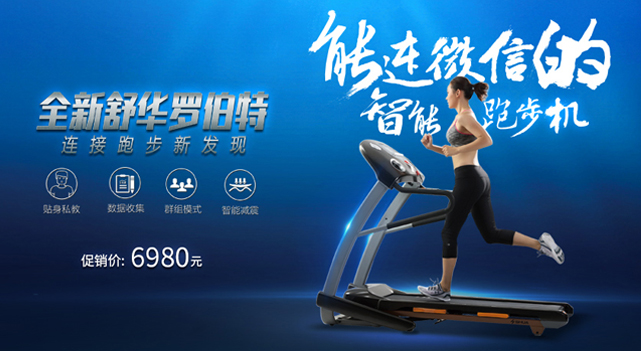 能连微信的
智能跑步机
全新舒华罗伯特
连接跑步新发现
贴身私教 数据收集 群组模式 智能减震
促销价: 6980元